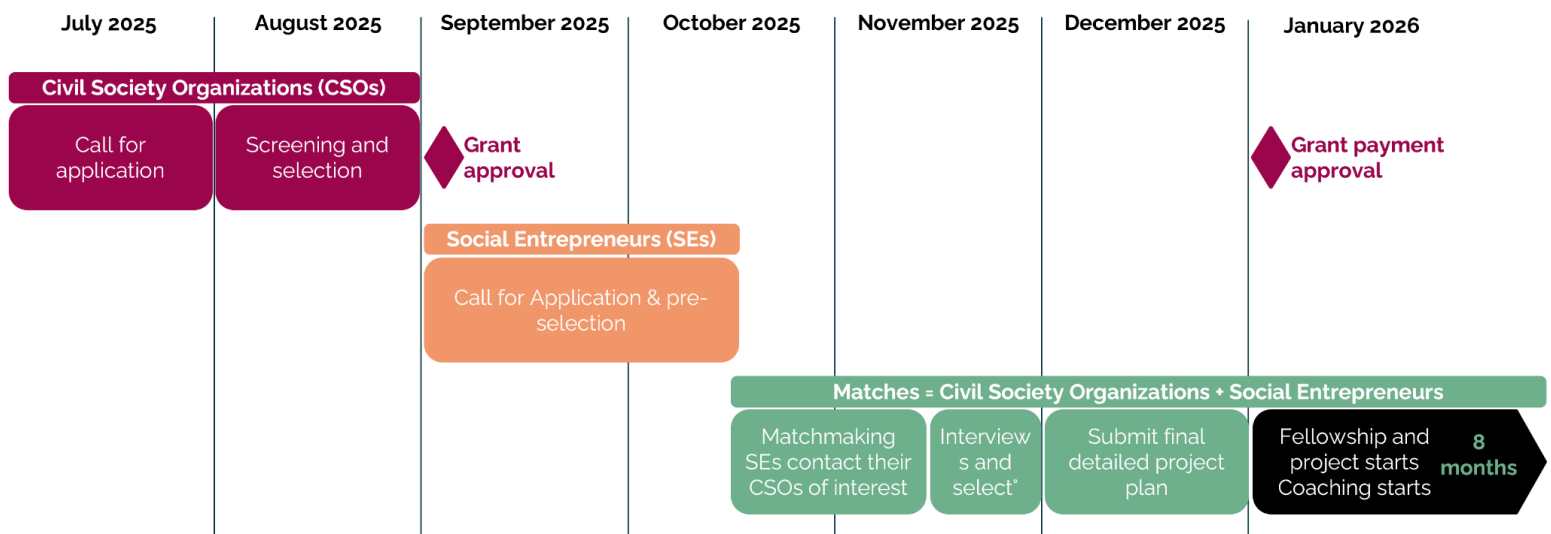 July 2025
August 2025
September 2025
October 2025
November 2025
December 2025
January 2026
Civil Society Organizations (CSOs)
Call for
application
Screening and
selection
Grant
approval
Grant payment
approval
Social Entrepreneurs (SEs)
Call for Application & pre-
selection
Matches = Civil Society Organizations + Social Entrepreneurs
Matchmaking
SEs contact their
CSOs of interest
Interview
s and
select°
Submit final
detailed project
plan
Fellowship and
project starts
Coaching starts
8
months